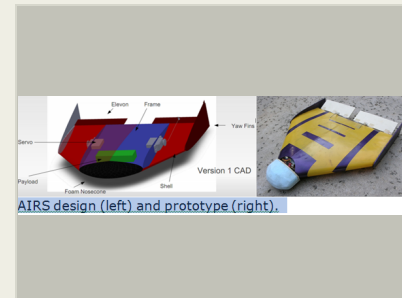 Elevon
Frame
Yaw Fins
Servo
Version 1 CAD
Payload
Shell
Foam Nosecone
AIRS design (left) and prototype (right).